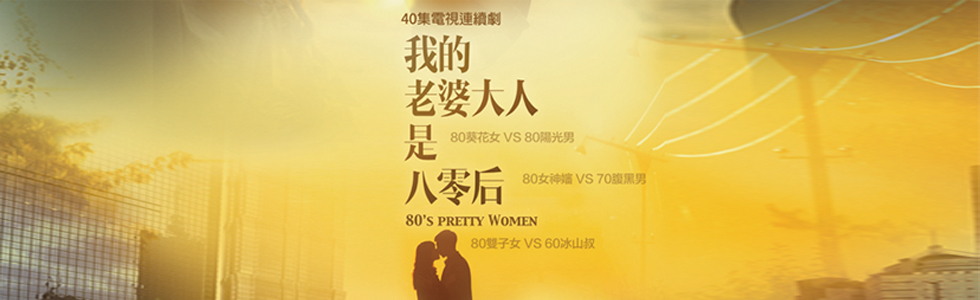 40集電視連續劇
我的
老婆大人
是
80葵花女 VS 80陽光男
80女神嬸 VS 70腹黑男
八零后
80'S PRETTY WOMEN
80雙子女 VS 60冰山叔